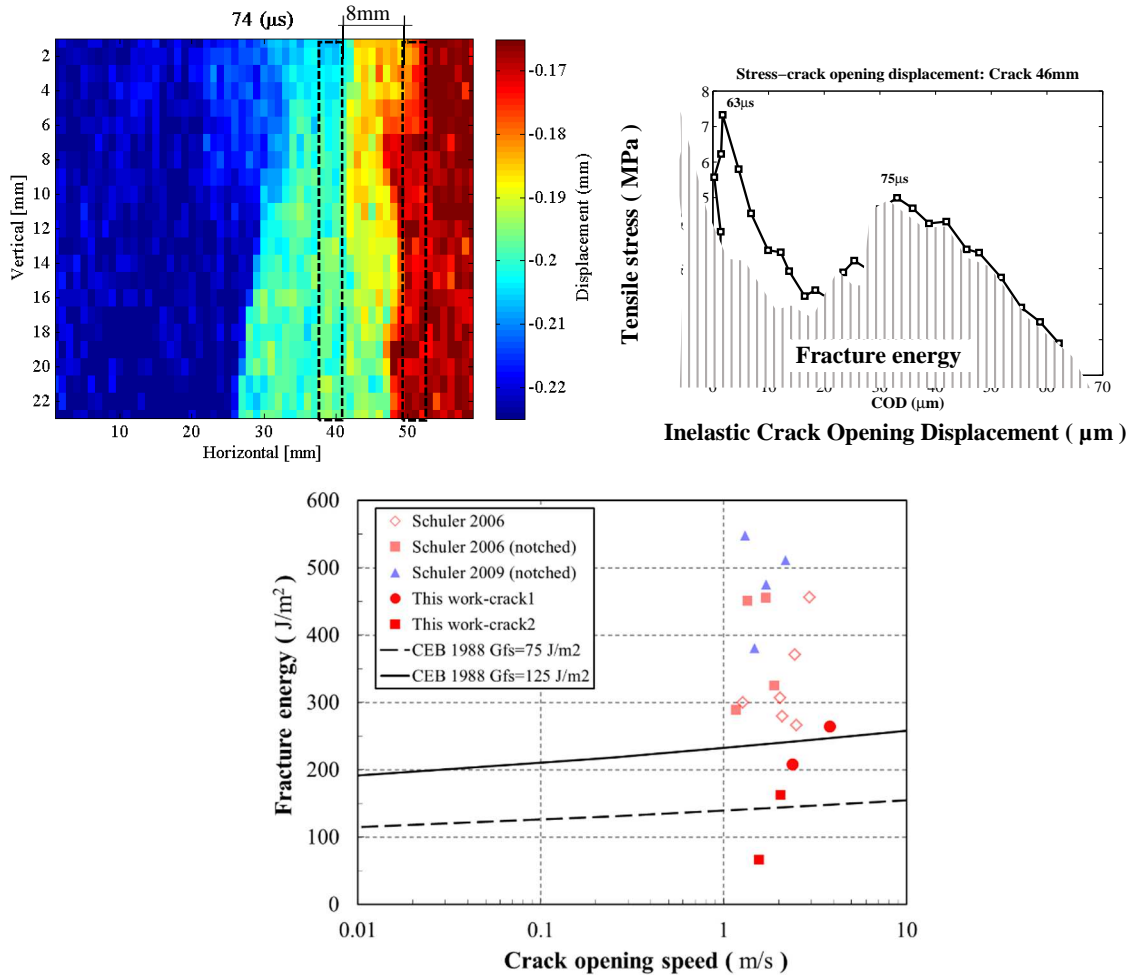 74 (μs)
8mm
2
4
6
8
10
12
14
16
18
20
22
Vertical [mm]
10
20
30
40
50
Horizontal [mm]
-0.17
-0.18
-0.19
-0.2
-0.21
-0.22
Displacement (mm)
Stress−crack opening displacement: Crack 46mm
8
7
6
5
63μs
75μs
Tensile stress ( MPa )
Fracture energy
0
10
20
30
40
50
60
70
COD (μm)
Inelastic Crack Opening Displacement ( µm )
600
500
400
300
200
100
0
Fracture energy ( J/m²)
Schuler 2006
Schuler 2006 (notched)
Schuler 2009 (notched)
This work-crack1
This work-crack2
CEB 1988 Gfs=75 J/m2
CEB 1988 Gfs=125 J/m2
0.01
0.1
1
10
Crack opening speed ( m/s )